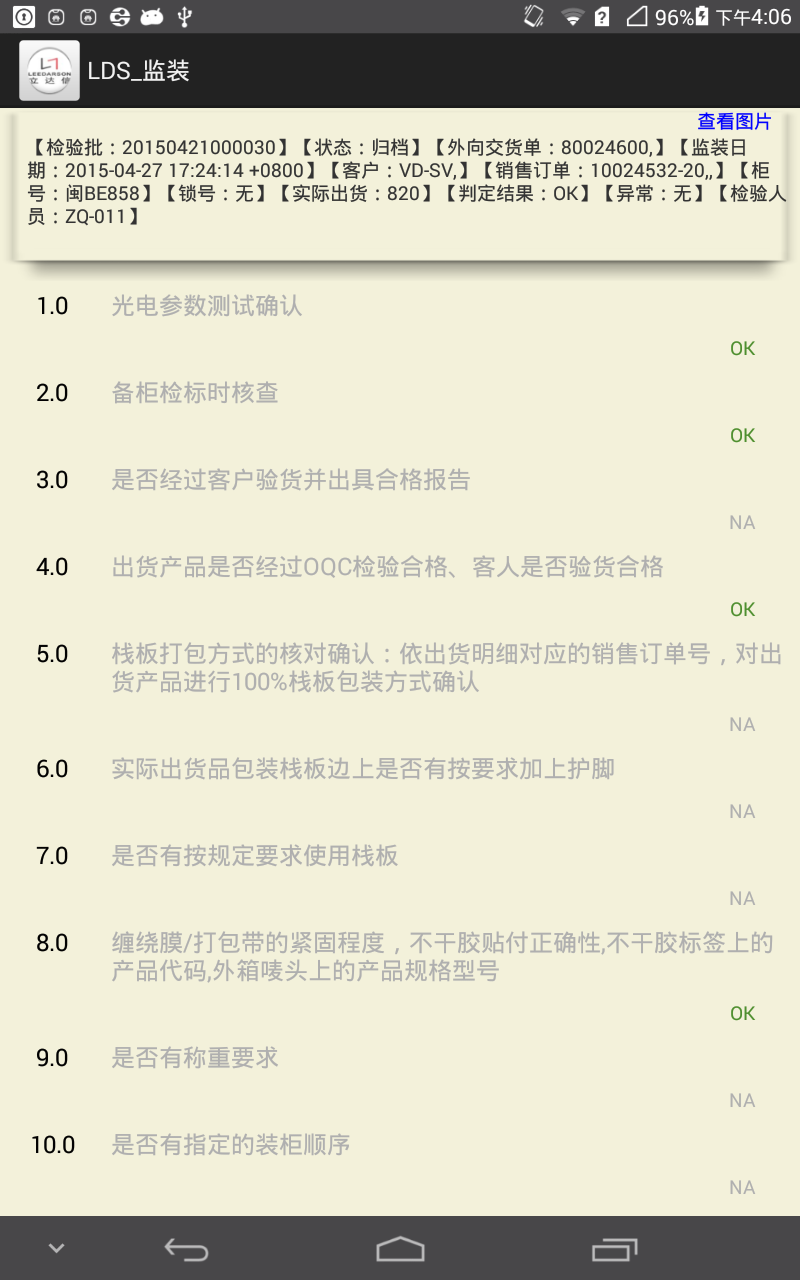 96% 下午4:06
LEEDARSON
立达信
LDS_监装
查看图片
【检验批：20150421000030】【状态：归档】【外向交货单：80024600,】【监装日
期：2015-04-27 17:24:14 +0800】【客户：VD-SV,】【销售订单：10024532-20,,】【柜
号：闽BE858】【锁号：无】【实际出货：820】【判定结果：OK】【异常：无】【检验人
员：ZQ-011】
1.0 光电参数测试确认
OK
2.0 备柜检标时核查
OK
3.0 是否经过客户验货并出具合格报告
NA
4.0 出货产品是否经过OQC检验合格、客人是否验货合格
OK
5.0 栈板打包方式的核对确认：依出货明细对应的销售订单号，对出
货产品进行100%栈板包装方式确认
NA
6.0 实际出货品包装栈板边上是否有按要求加上护脚
NA
7.0 是否有按规定要求使用栈板
NA
8.0 缠绕膜/打包带的紧固程度，不干胶贴付正确性,不干胶标签上的
产品代码,外箱唛头上的产品规格型号
OK
9.0 是否有称重要求
NA
10.0 是否有指定的装柜顺序
NA